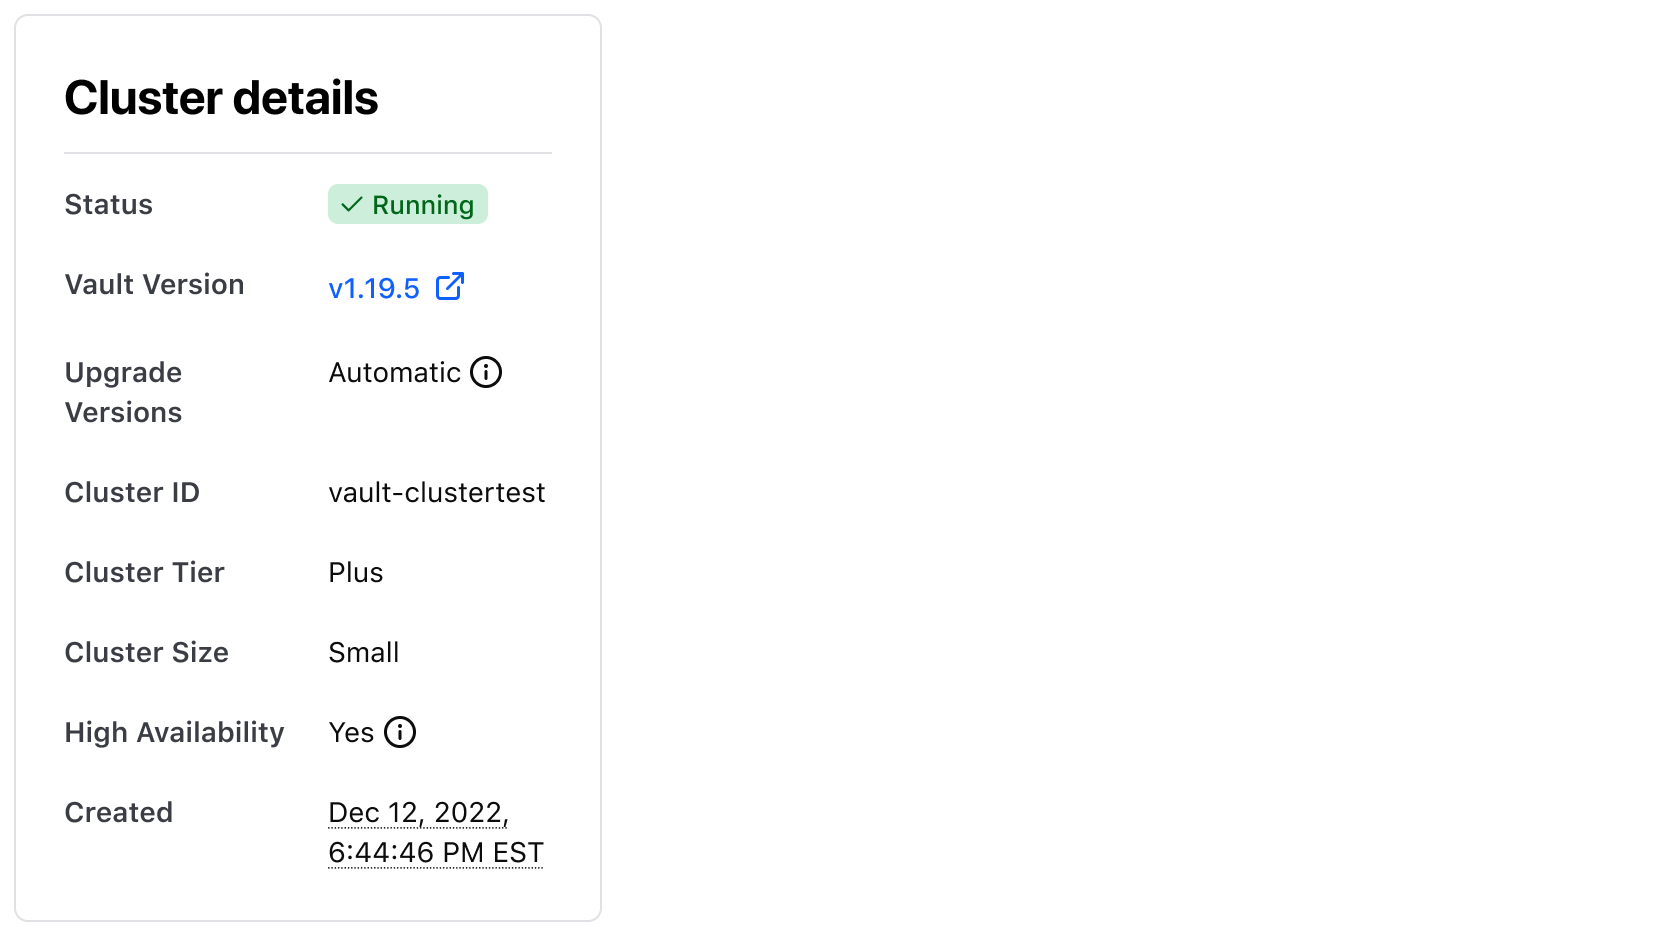 Cluster details
Status Running
Vault Version v1.19.5
Upgrade Automatic
Versions
Cluster ID vault-clustertest
Cluster Tier Plus
Cluster Size Small
High Availability Yes
Created Dec 12, 2022,
6:44:46 PM EST